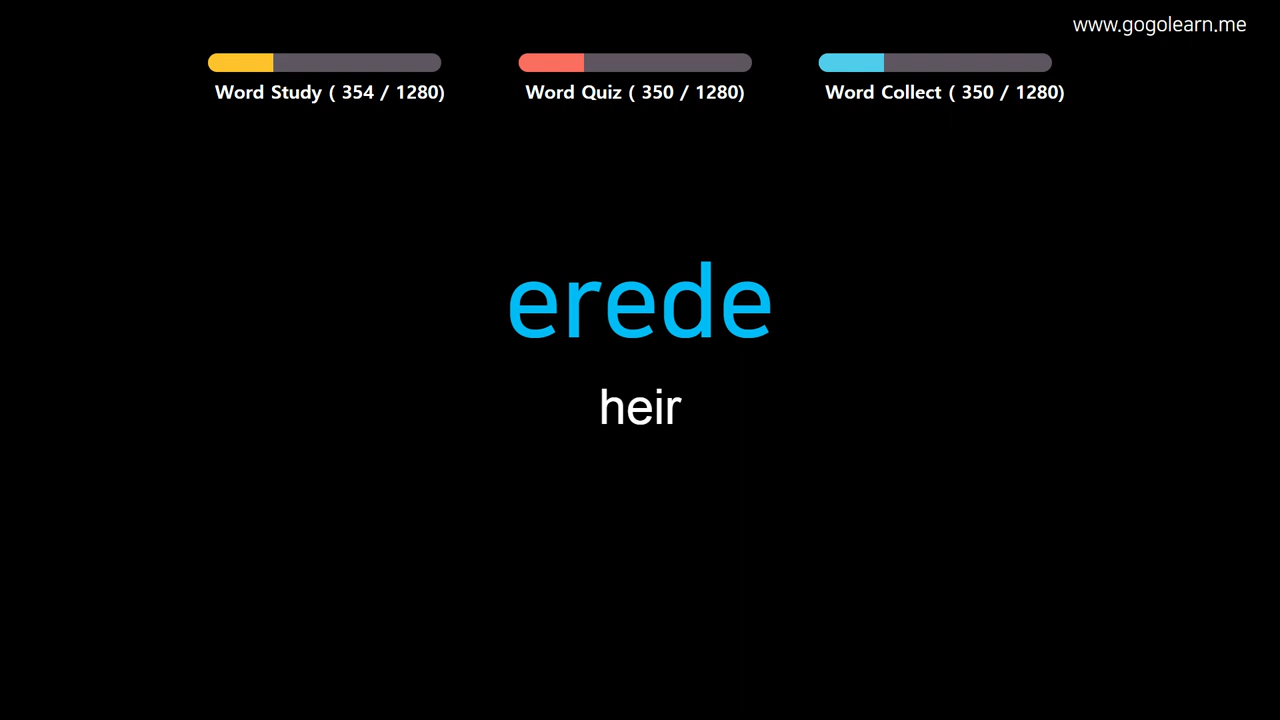 www.gogolearn.me
Word Study ( 354 / 1280)
Word Quiz ( 350 / 1280)
Word Collect ( 350 / 1280)
erede
heir